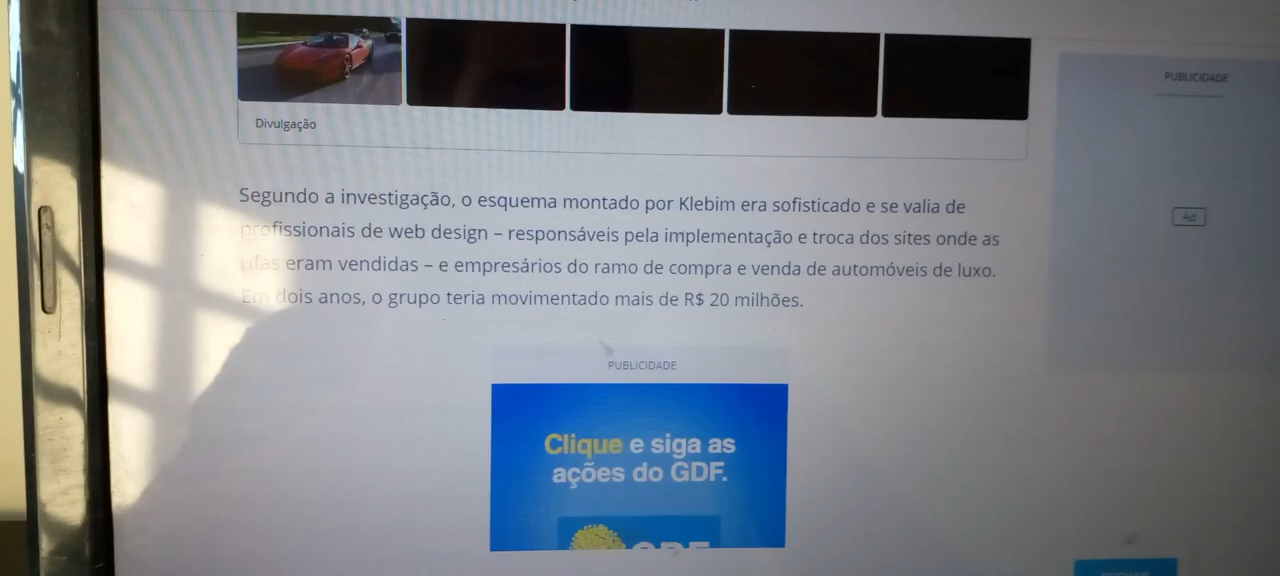 Divulgação
PUBLICIDADE
Ad
Segundo a investigação, o esquema montado por Klebim era sofisticado e se valia de
profissionais de web design – responsáveis pela implementação e troca dos sites onde as
rifas eram vendidas – e empresários do ramo de compra e venda de automóveis de luxo.
Em dois anos, o grupo teria movimentado mais de R$ 20 milhões.
PUBLICIDADE
Clique e siga as
ações do GDF.
GDF